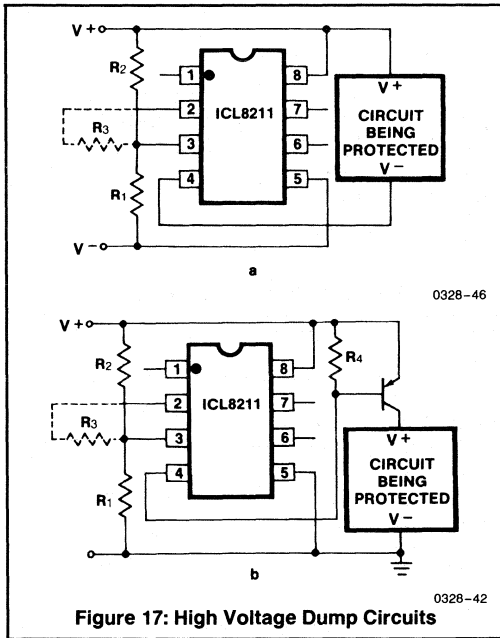 V+
R2
1
8
V+
2
ICL8211
7
CIRCUIT
BEING
PROTECTED
R3
3
6
V−
4
5
R1
V−
a
0328-46
V+
R2
1
8
R4
2
ICL8211
7
R3
3
6
V+
4
5
CIRCUIT
BEING
PROTECTED
R1
V−
b
0328-42
Figure 17: High Voltage Dump Circuits